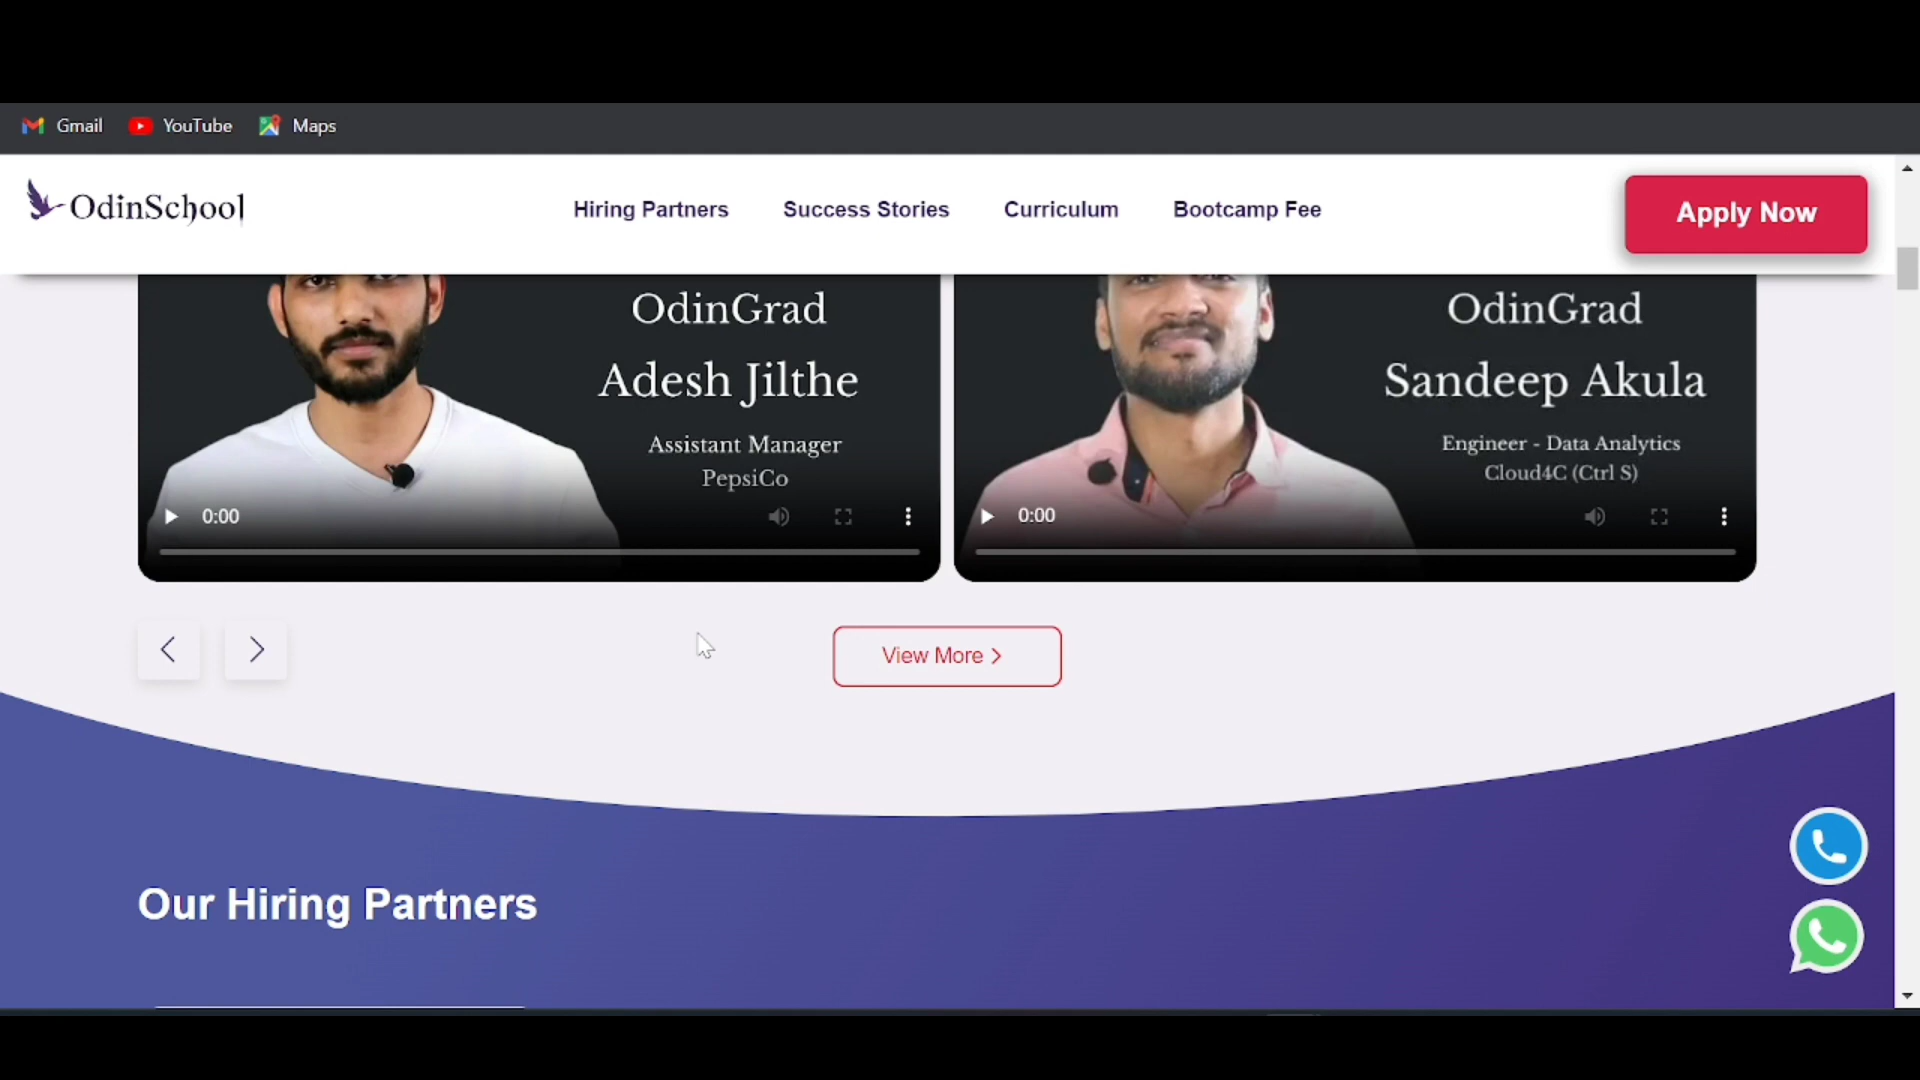 Gmail YouTube Maps
OdinSchool
Hiring Partners Success Stories Curriculum Bootcamp Fee
Apply Now
OdinGrad
Adesh Jilthe
Assistant Manager
PepsiCo
0:00
OdinGrad
Sandeep Akula
Engineer - Data Analytics
Cloud4C (Ctrl S)
0:00
View More >
Our Hiring Partners